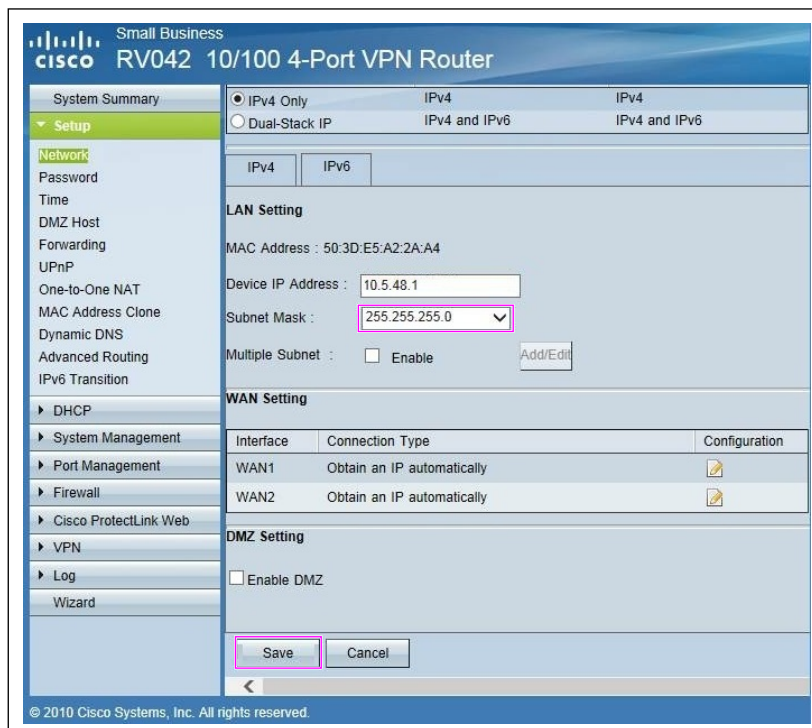 Small Business
CISCO RV042 10/100 4-Port VPN Router
System Summary
Setup
Network
Password
Time
DMZ Host
Forwarding
UPnP
One-to-One NAT
MAC Address Clone
Dynamic DNS
Advanced Routing
IPv6 Transition
DHCP
System Management
Port Management
Firewall
Cisco ProtectLink Web
VPN
Log
Wizard
IPv4 Only IPv4 IPv4
Dual-Stack IP IPv4 and IPv6 IPv4 and IPv6
IPv4 IPv6
LAN Setting
MAC Address : 50:3D:E5:A2:2A:A4
Device IP Address : 10.5.48.1
Subnet Mask : 255.255.255.0
Multiple Subnet : Enable Add/Edit
WAN Setting
Interface Connection Type Configuration
WAN1 Obtain an IP automatically
WAN2 Obtain an IP automatically
DMZ Setting
Enable DMZ
Save Cancel
© 2010 Cisco Systems, Inc. All rights reserved.